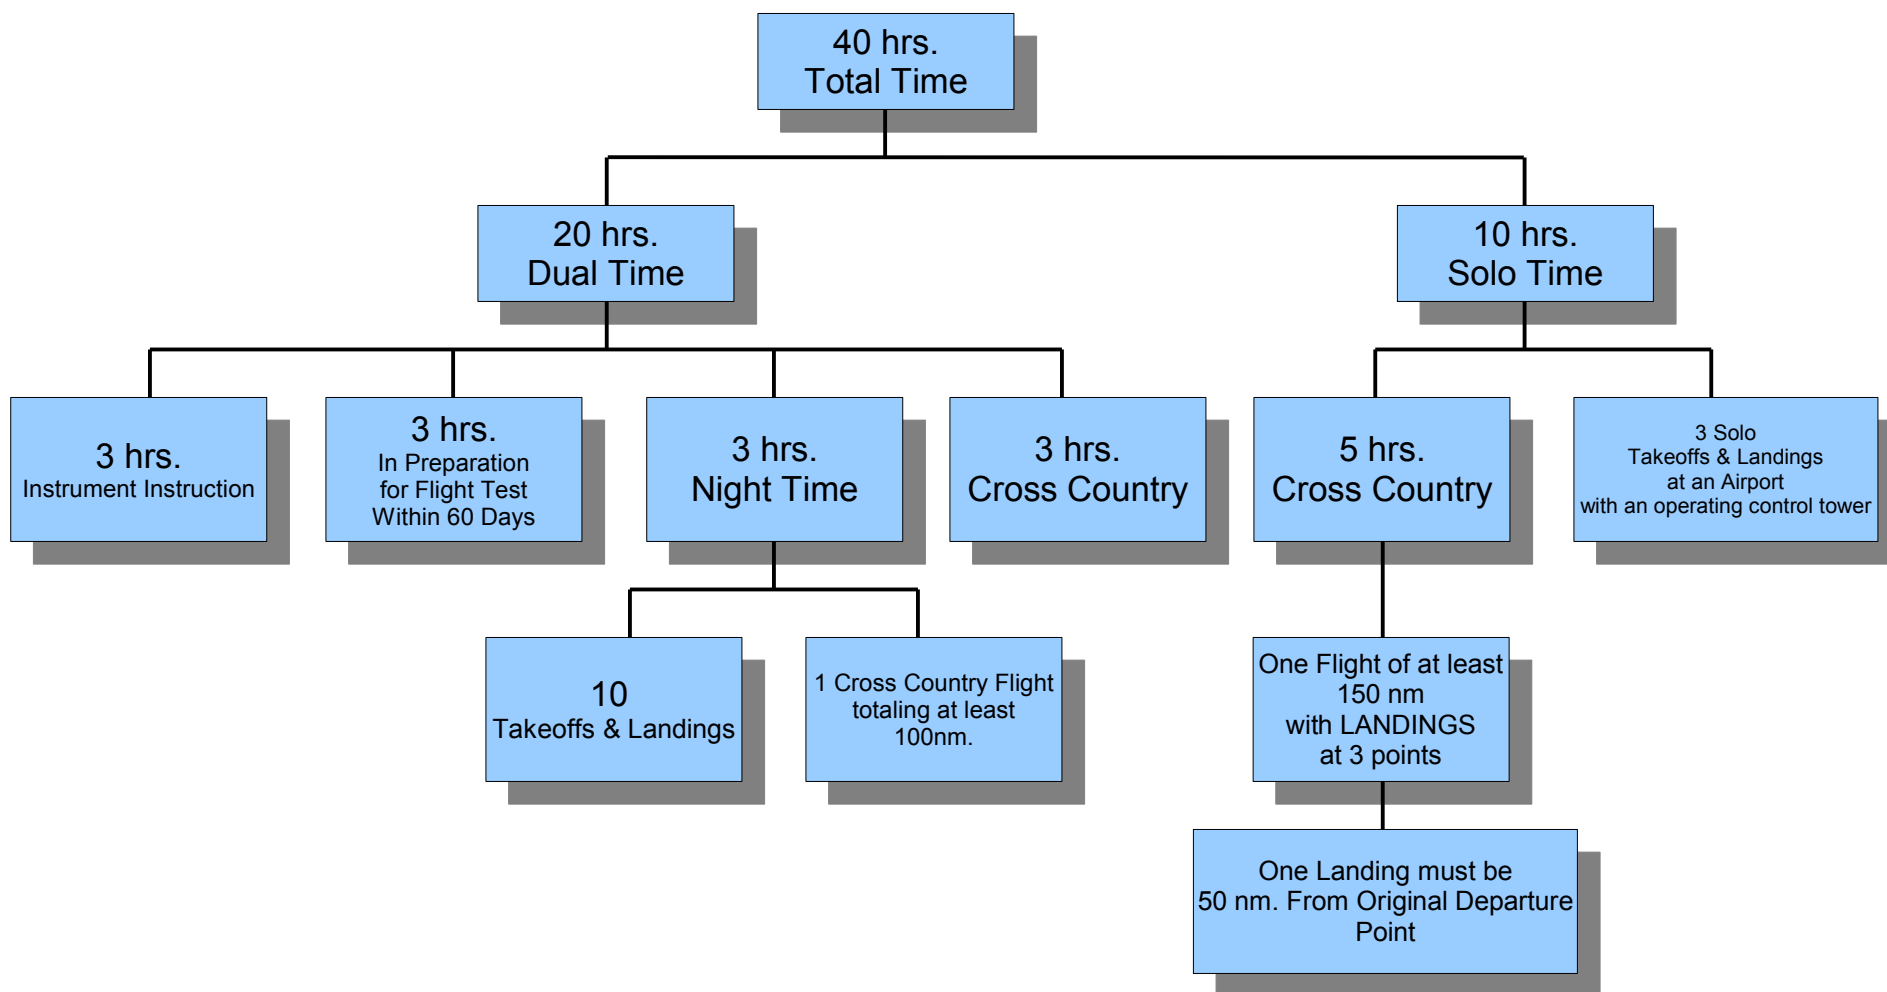 40 hrs.
Total Time
20 hrs.
Dual Time
10 hrs.
Solo Time
3 hrs.
Instrument Instruction
3 hrs.
In Preparation
for Flight Test
Within 60 Days
3 hrs.
Night Time
3 hrs.
Cross Country
5 hrs.
Cross Country
3 Solo
Takeoffs & Landings
at an Airport
with an operating control tower
10
Takeoffs & Landings
1 Cross Country Flight
totaling at least
100nm.
One Flight of at least
150 nm
with LANDINGS
at 3 points
One Landing must be
50 nm. From Original Departure
Point